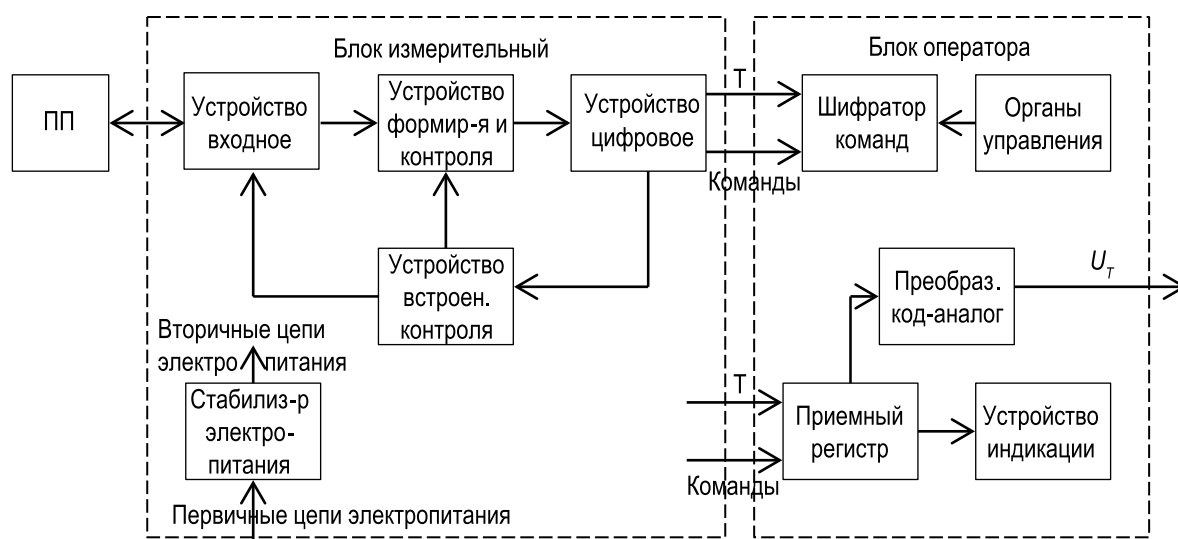 Блок измерительный
Блок оператора
ПП
Устройство
входное
Устройство
формир-я и
контроля
Устройство
цифровое
Т
Команды
Шифратор
команд
Органы
управления
Устройство
встроен.
контроля
Преобраз.
код-аналог
U_T
Вторичные цепи
электро питания
Стабилиз-р
электро-
питания
Первичные цепи электропитания
Т
Команды
Приемный
регистр
Устройство
индикации